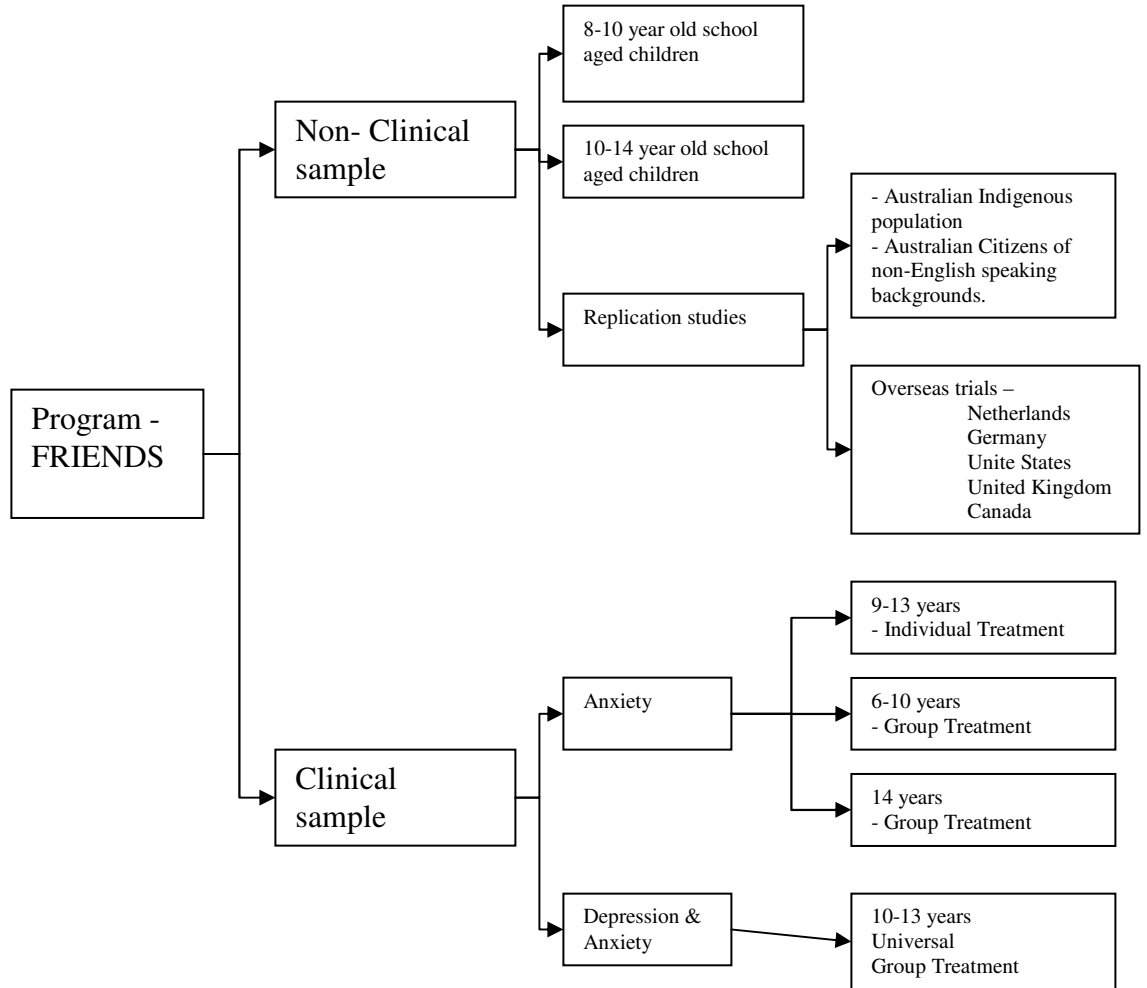 8-10 year old school
aged children
Non- Clinical
sample
10-14 year old school
aged children
- Australian Indigenous
population
- Australian Citizens of
non-English speaking
backgrounds.
Replication studies
Overseas trials –
Netherlands
Germany
Unite States
United Kingdom
Canada
Program -
FRIENDS
9-13 years
- Individual Treatment
Anxiety
6-10 years
- Group Treatment
Clinical
sample
14 years
- Group Treatment
Depression &
Anxiety
10-13 years
Universal
Group Treatment